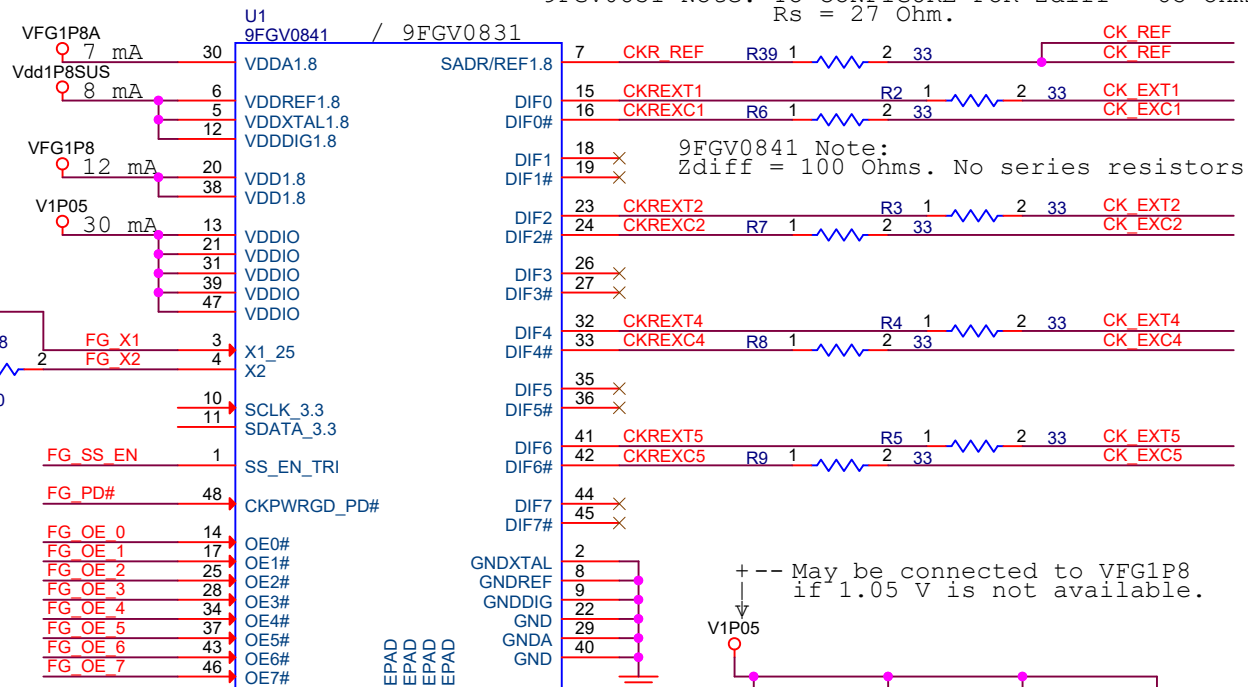 9FGV0831 Note: To CONFIGURE FOR Zdiff
Rs = 27 Ohm.
U1
9FGV0841 / 9FGV0831
VFG1P8A
7 mA 30 VDDA1.8 SADR/REF1.8 7 CKR_REF R39 1 2 33 CK_REF
CK_REF
Vdd1P8SUS
8 mA 6 VDDREF1.8 DIF0 15 CKREXT1 R2 1 2 33 CK_EXT1
5 VDDXTAL1.8 DIF0# 16 CKREXC1 R6 1 2 33 CK_EXC1
12 VDDDIG1.8
9FGV0841 Note:
Zdiff = 100 Ohms. No series resistors
VFG1P8
12 mA 20 VDD1.8 DIF1 18
38 VDD1.8 DIF1# 19
V1P05
30 mA 13 VDDIO DIF2 23 CKREXT2 R3 1 2 33 CK_EXT2
21 VDDIO DIF2# 24 CKREXC2 R7 1 2 33 CK_EXC2
31 VDDIO DIF3 26
39 VDDIO DIF3# 27
47 VDDIO
8 FG_X1 3 X1_25 DIF4 32 CKREXT4 R4 1 2 33 CK_EXT4
2 FG_X2 4 X2 DIF4# 33 CKREXC4 R8 1 2 33 CK_EXC4
0
10 SCLK_3.3 DIF5 35
11 SDATA_3.3 DIF5# 36
FG_SS_EN 1 SS_EN_TRI DIF6 41 CKREXT5 R5 1 2 33 CK_EXT5
DIF6# 42 CKREXC5 R9 1 2 33 CK_EXC5
FG_PD# 48 CKPWRGD_PD# DIF7 44
DIF7# 45
FG_OE_0 14 OE0# GNDXTAL 2
FG_OE_1 17 OE1# GNDREF 8
FG_OE_2 25 OE2# GNDDIG 9
FG_OE_3 28 OE3# GND 22
FG_OE_4 34 OE4# GNDA 29
FG_OE_5 37 OE5# GND 40
FG_OE_6 43 OE6#
FG_OE_7 46 OE7#
EPAD
EPAD
EPAD
EPAD
+-- May be connected to VFG1P8
if 1.05 V is not available.
V1P05